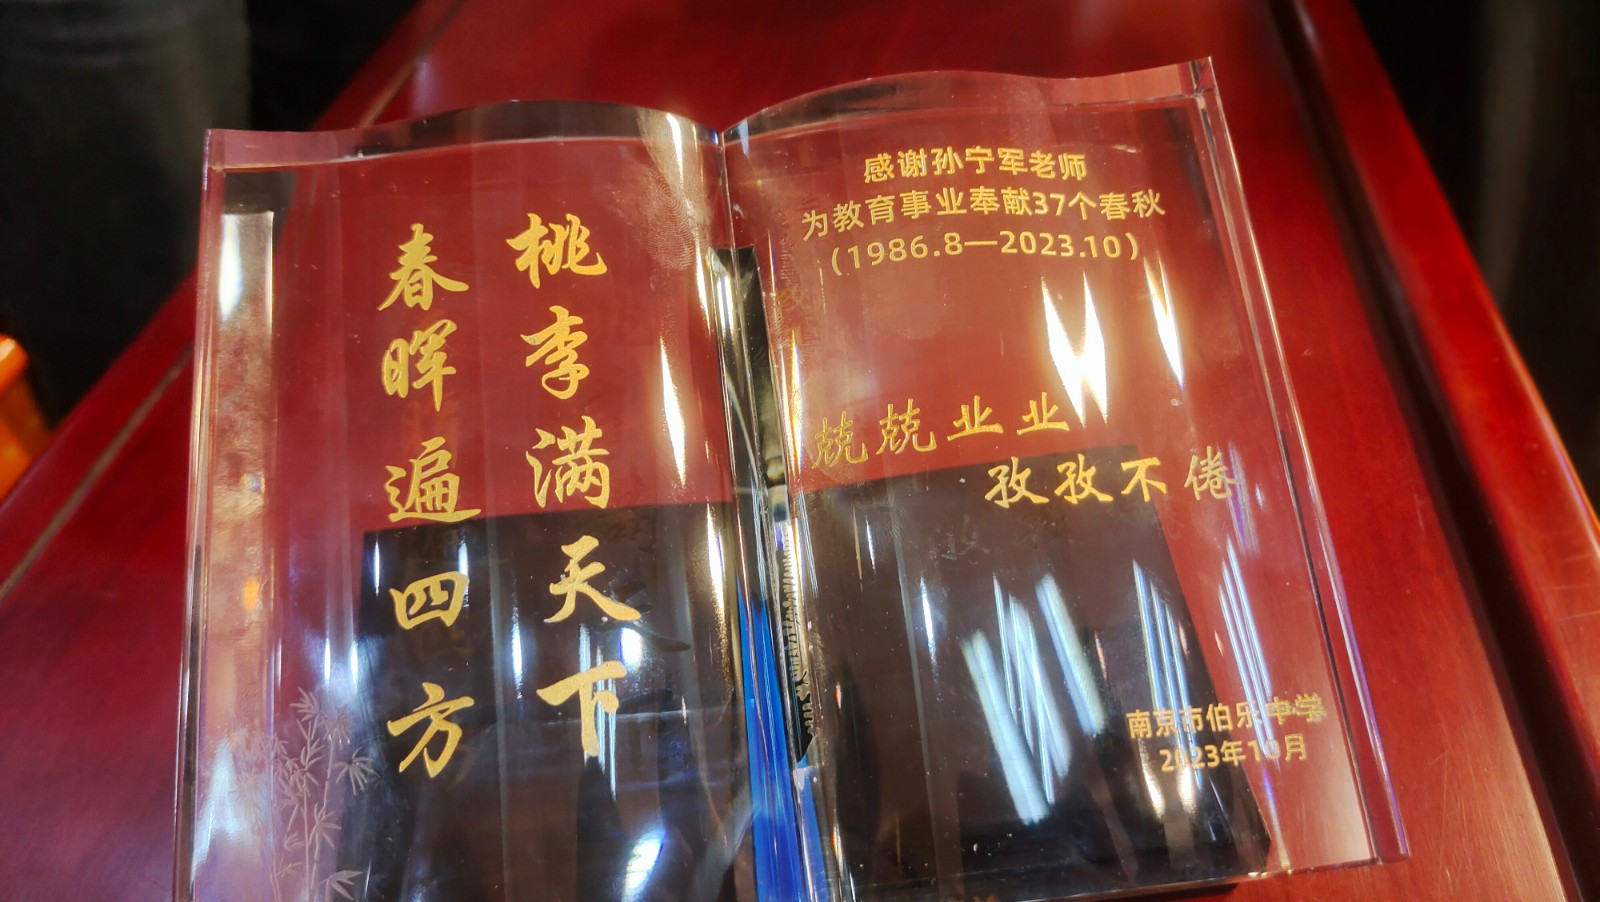 桃李满天下
春晖遍四方
感谢孙宁军老师
为教育事业奉献37个春秋
（1986.8—2023.10）
兢兢业业
孜孜不倦
南京市伯乐中学
2023年10月